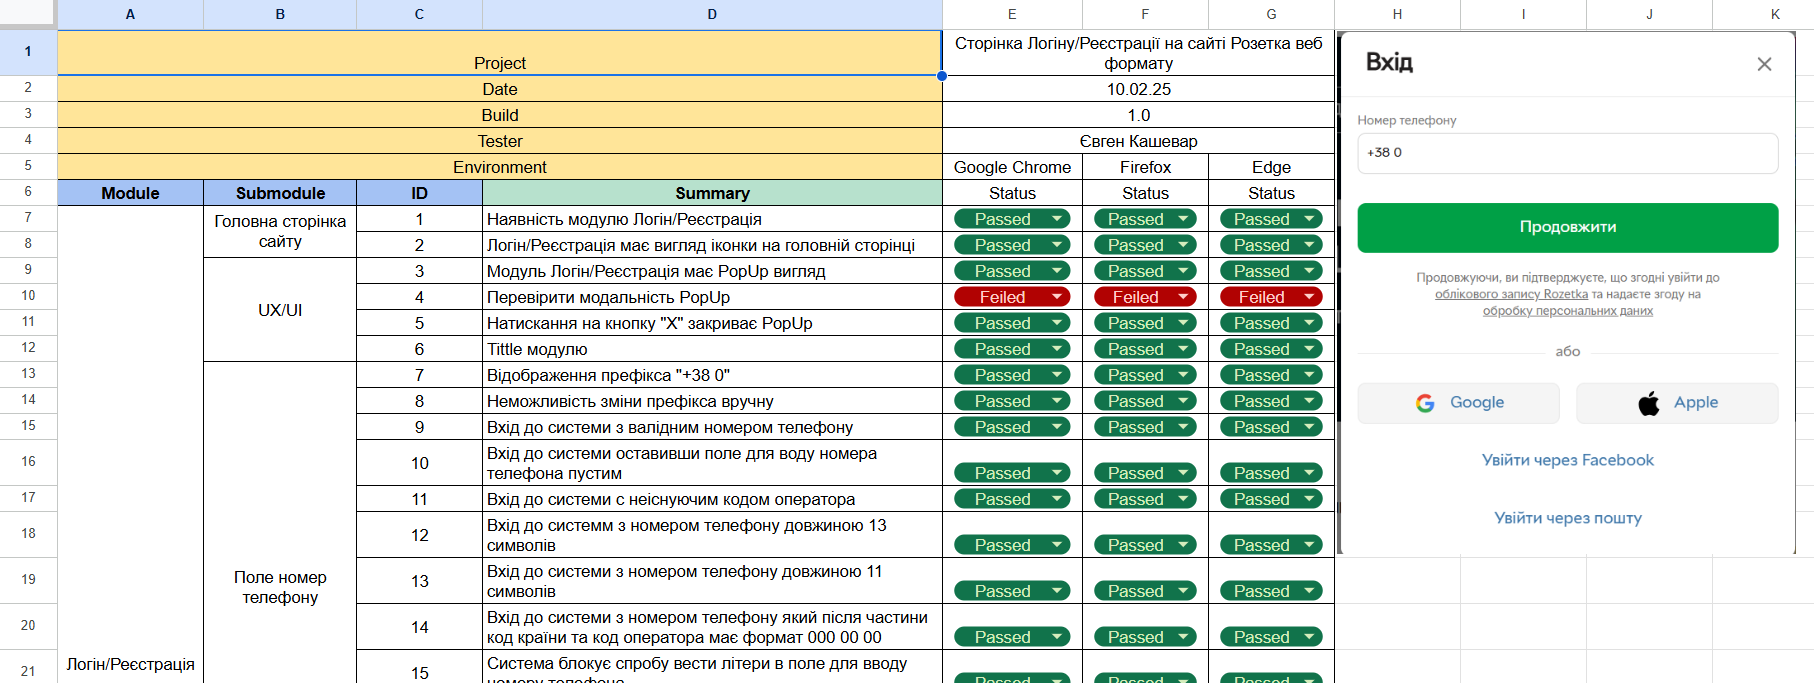 A B C D E F G H I J K
1 Project Сторінка Логіну/Реєстрації на сайті Розетка веб
формату
2 Date 10.02.25
3 Build 1.0
4 Tester Євген Кашевар
5 Environment Google Chrome Firefox Edge
6 Module Submodule ID Summary Status Status Status
7 Головна сторінка
сайту
1 Наявність модулю Логін/Реєстрація Passed Passed Passed
8 2 Логін/Реєстрація має вигляд іконки на головній сторінці Passed Passed Passed
9 3 Модуль Логін/Реєстрація має PopUp вигляд Passed Passed Passed
10 UX/UI 4 Перевірити модальність PopUp Feiled Feiled Feiled
11 5 Натискання на кнопку "X" закриває PopUp Passed Passed Passed
12 6 Tittle модулю Passed Passed Passed
13 7 Відображення префікса "+38 0" Passed Passed Passed
14 8 Неможливість зміни префікса вручну Passed Passed Passed
15 9 Вхід до системи з валідним номером телефону Passed Passed Passed
16 10 Вхід до системи оставивши поле для воду номера
телефона пустим Passed Passed Passed
17 11 Вхід до системи с неіснуючим кодом оператора Passed Passed Passed
18 12 Вхід до системм з номером телефону довжиною 13
символів Passed Passed Passed
19 Поле номер
телефону
13 Вхід до системи з номером телефону довжиною 11
символів Passed Passed Passed
20 14 Вхід до системи з номером телефону який після частини
код країни та код оператора має формат 000 00 00 Passed Passed Passed
21 Логін/Реєстрація 15 Система блокує спробу вести літери в поле для вводу
номеру телефона Passed Passed Passed
Вхід
Номер телефону
+38 0
Продовжити
Продовжуючи, ви підтверджуєте, що згодні увійти до
облікового запису Rozetka та надаєте згоду на
обробку персональних даних
або
Google Apple
Увійти через Facebook
Увійти через пошту